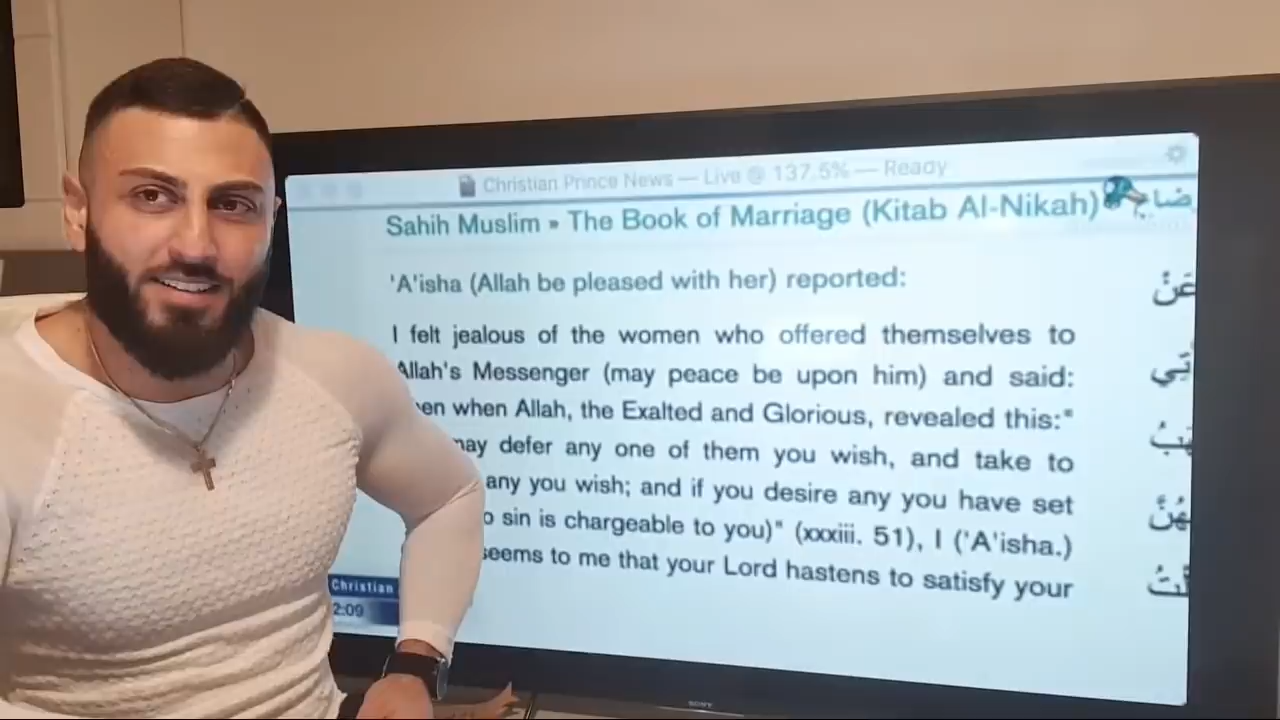 Christian Prince News — Live @ 137.5% — Ready
Sahih Muslim » The Book of Marriage (Kitab Al-Nikah)
'A'isha (Allah be pleased with her) reported:
I felt jealous of the women who offered themselves to
Allah's Messenger (may peace be upon him) and said:
en when Allah, the Exalted and Glorious, revealed this:"
may defer any one of them you wish, and take to
any you wish; and if you desire any you have set
o sin is chargeable to you)" (xxxiii. 51), I ('A'isha.)
seems to me that your Lord hastens to satisfy your
عَنْ
Christian
2:09
SONY